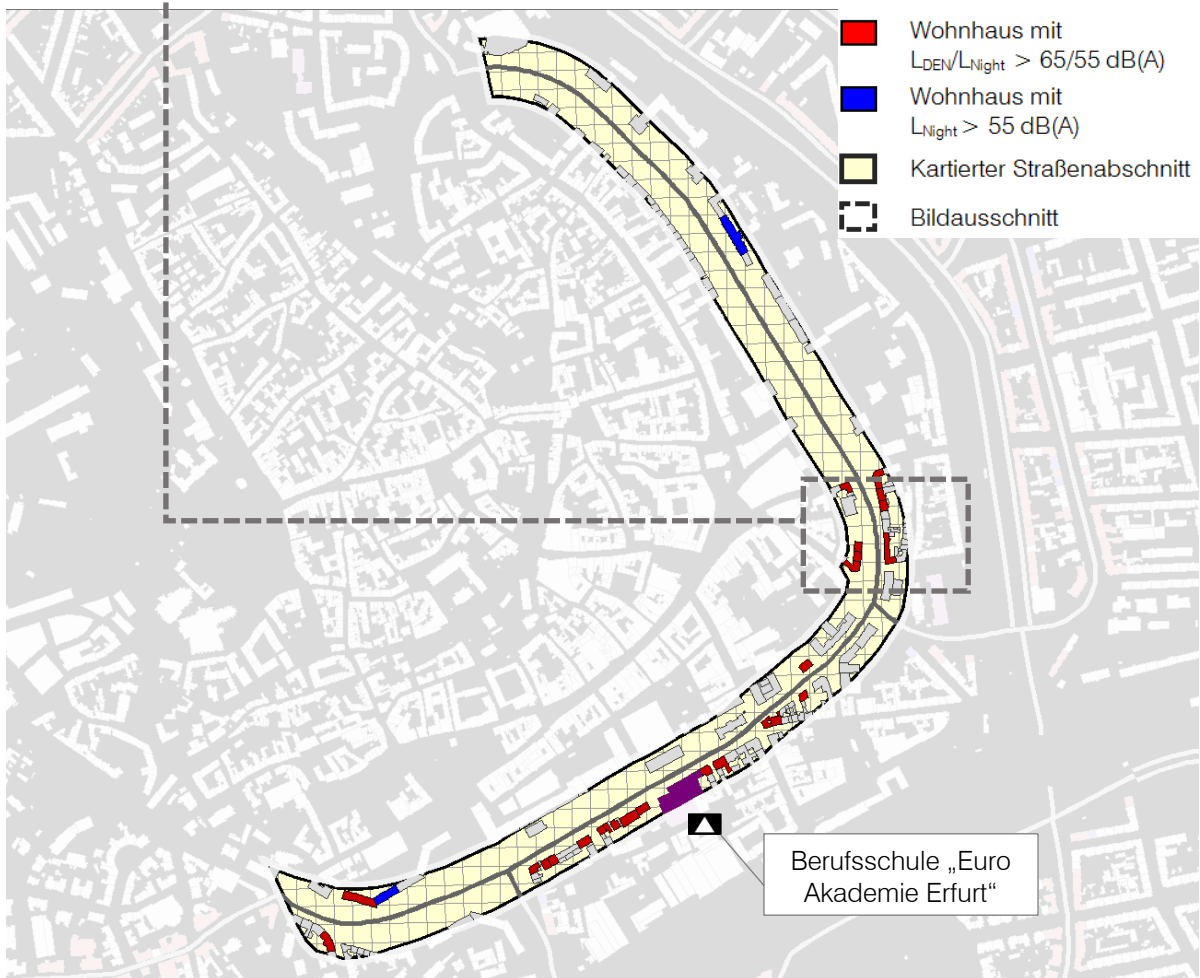 Wohnhaus mit
LDEN/LNight > 65/55 dB(A)
Wohnhaus mit
LNight > 55 dB(A)
Kartierter Straßenabschnitt
Bildausschnitt
Berufsschule „Euro
Akademie Erfurt“